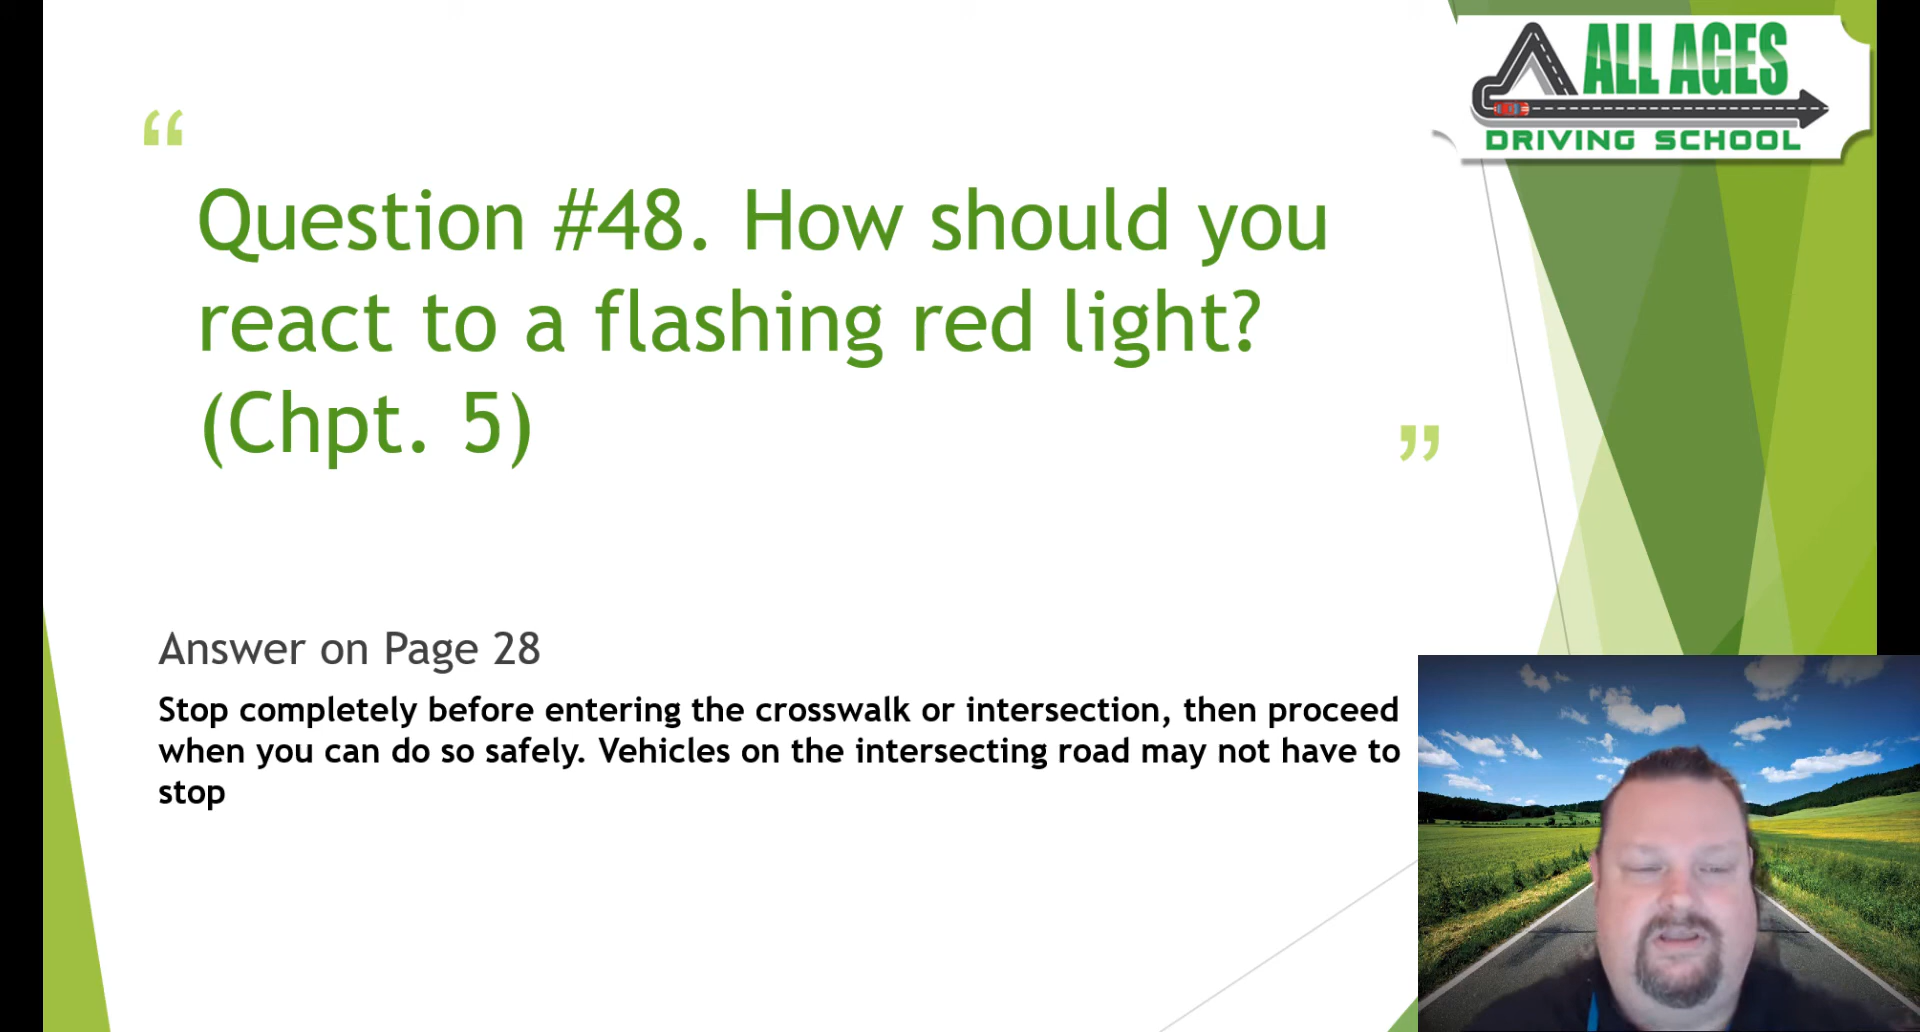 ALL AGES
DRIVING SCHOOL
“
Question #48. How should you
react to a flashing red light?
(Chpt. 5)
”
Answer on Page 28
Stop completely before entering the crosswalk or intersection, then proceed
when you can do so safely. Vehicles on the intersecting road may not have to
stop